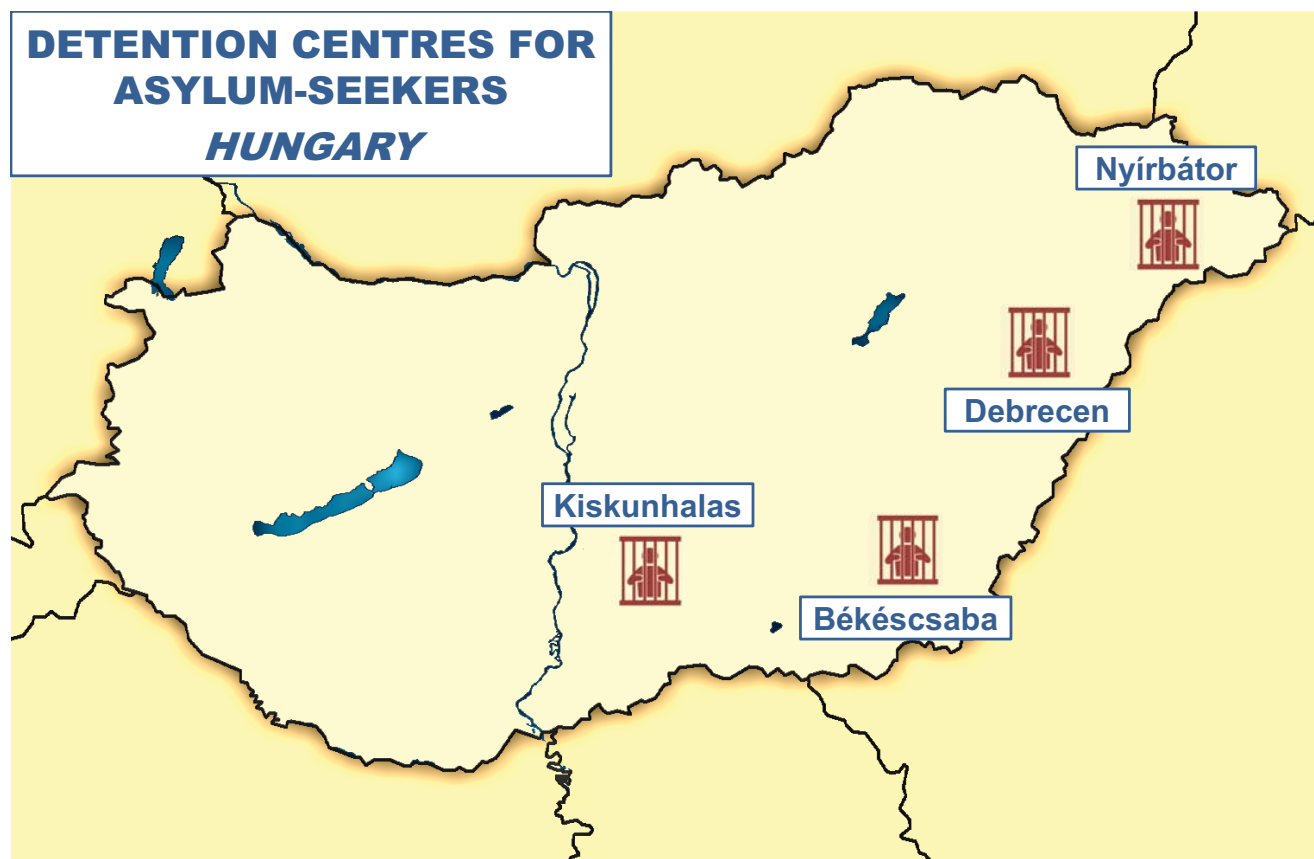 DETENTION CENTRES FOR
ASYLUM-SEEKERS
HUNGARY
Nyírbátor
Debrecen
Kiskunhalas
Békéscsaba